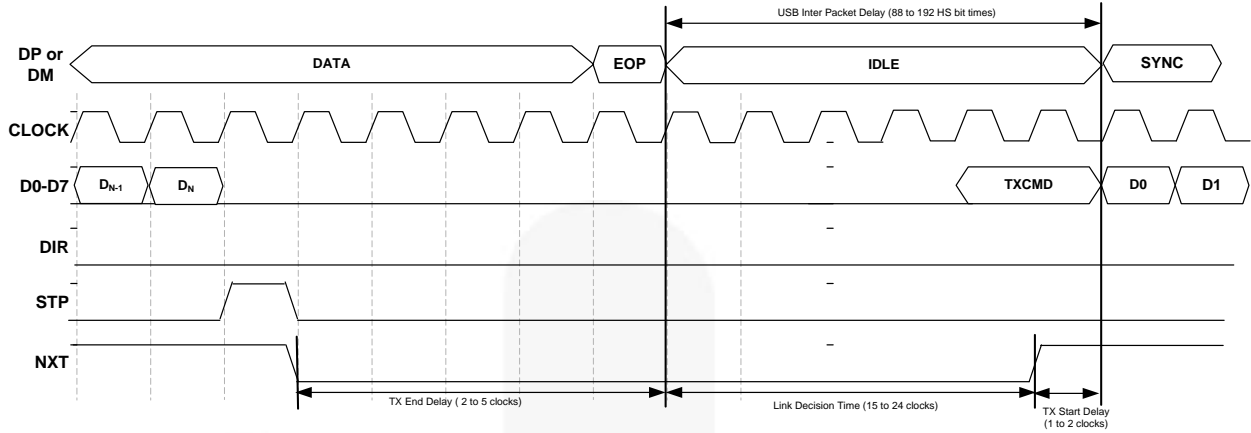 USB Inter Packet Delay (88 to 192 HS bit times)
DP or
DM
DATA
EOP
IDLE
SYNC
CLOCK
D0-D7
DN-1
DN
TXCMD
D0
D1
DIR
STP
NXT
TX End Delay ( 2 to 5 clocks)
Link Decision Time (15 to 24 clocks)
TX Start Delay
(1 to 2 clocks)